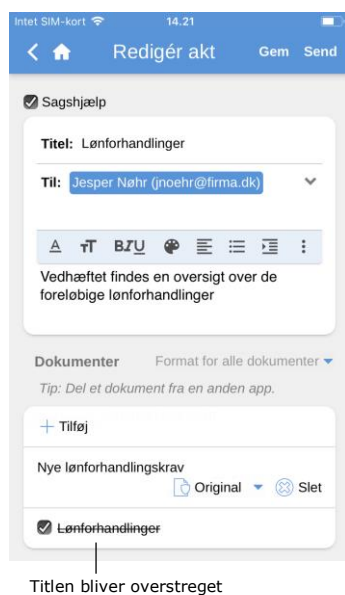 Intet SIM-kort 14.21
Redigér akt Gem Send
Sagshjælp
Titel: Lønforhandlinger
Til: Jesper Nøhr (jnoehr@firma.dk)
A TT BIU
Vedhæftet findes en oversigt over de
foreløbige lønforhandlinger
Dokumenter Format for alle dokumenter
Tip: Del et dokument fra en anden app.
+ Tilføj
Nye lønforhandlingskrav
Original Slet
Lønforhandlinger
Titlen bliver overstreget